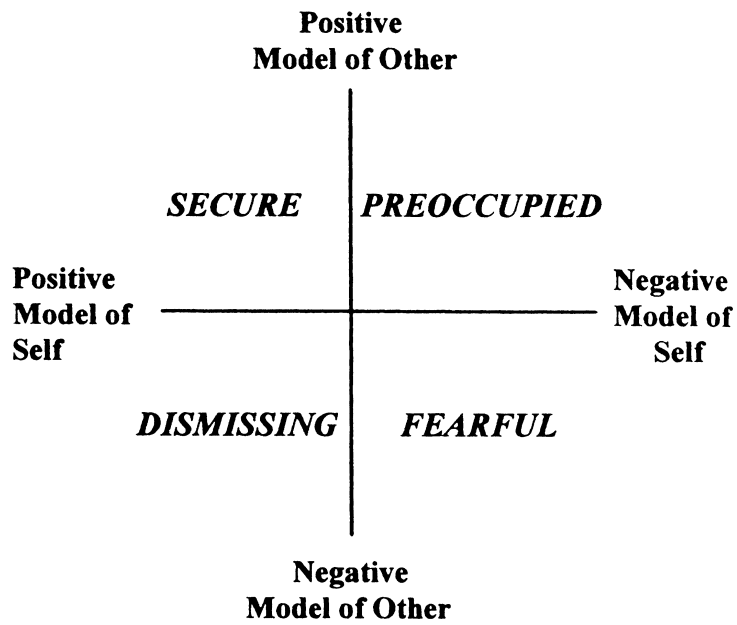 Positive
Model of Other
SECURE
PREOCCUPIED
Positive
Model of
Self
Negative
Model of
Self
DISMISSING
FEARFUL
Negative
Model of Other